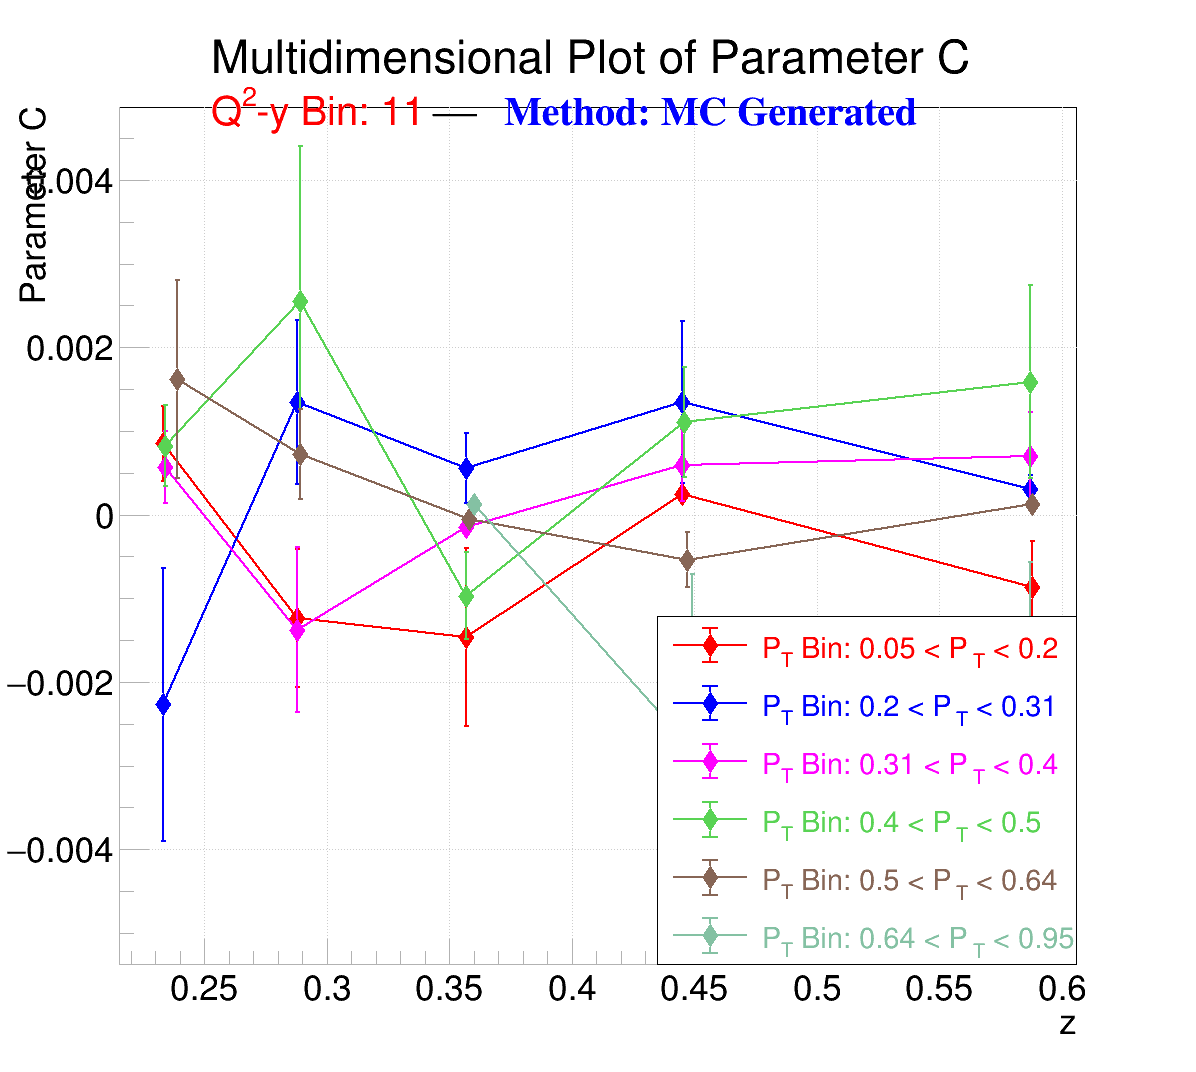 Multidimensional Plot of Parameter C
Q2-y Bin: 11 — Method: MC Generated
Parameter C
0.004
0.002
0
−0.002
−0.004
P_T Bin: 0.05 < P_T < 0.2
P_T Bin: 0.2 < P_T < 0.31
P_T Bin: 0.31 < P_T < 0.4
P_T Bin: 0.4 < P_T < 0.5
P_T Bin: 0.5 < P_T < 0.64
P_T Bin: 0.64 < P_T < 0.95
0.25 0.3 0.35 0.4 0.45 0.5 0.55 0.6
z